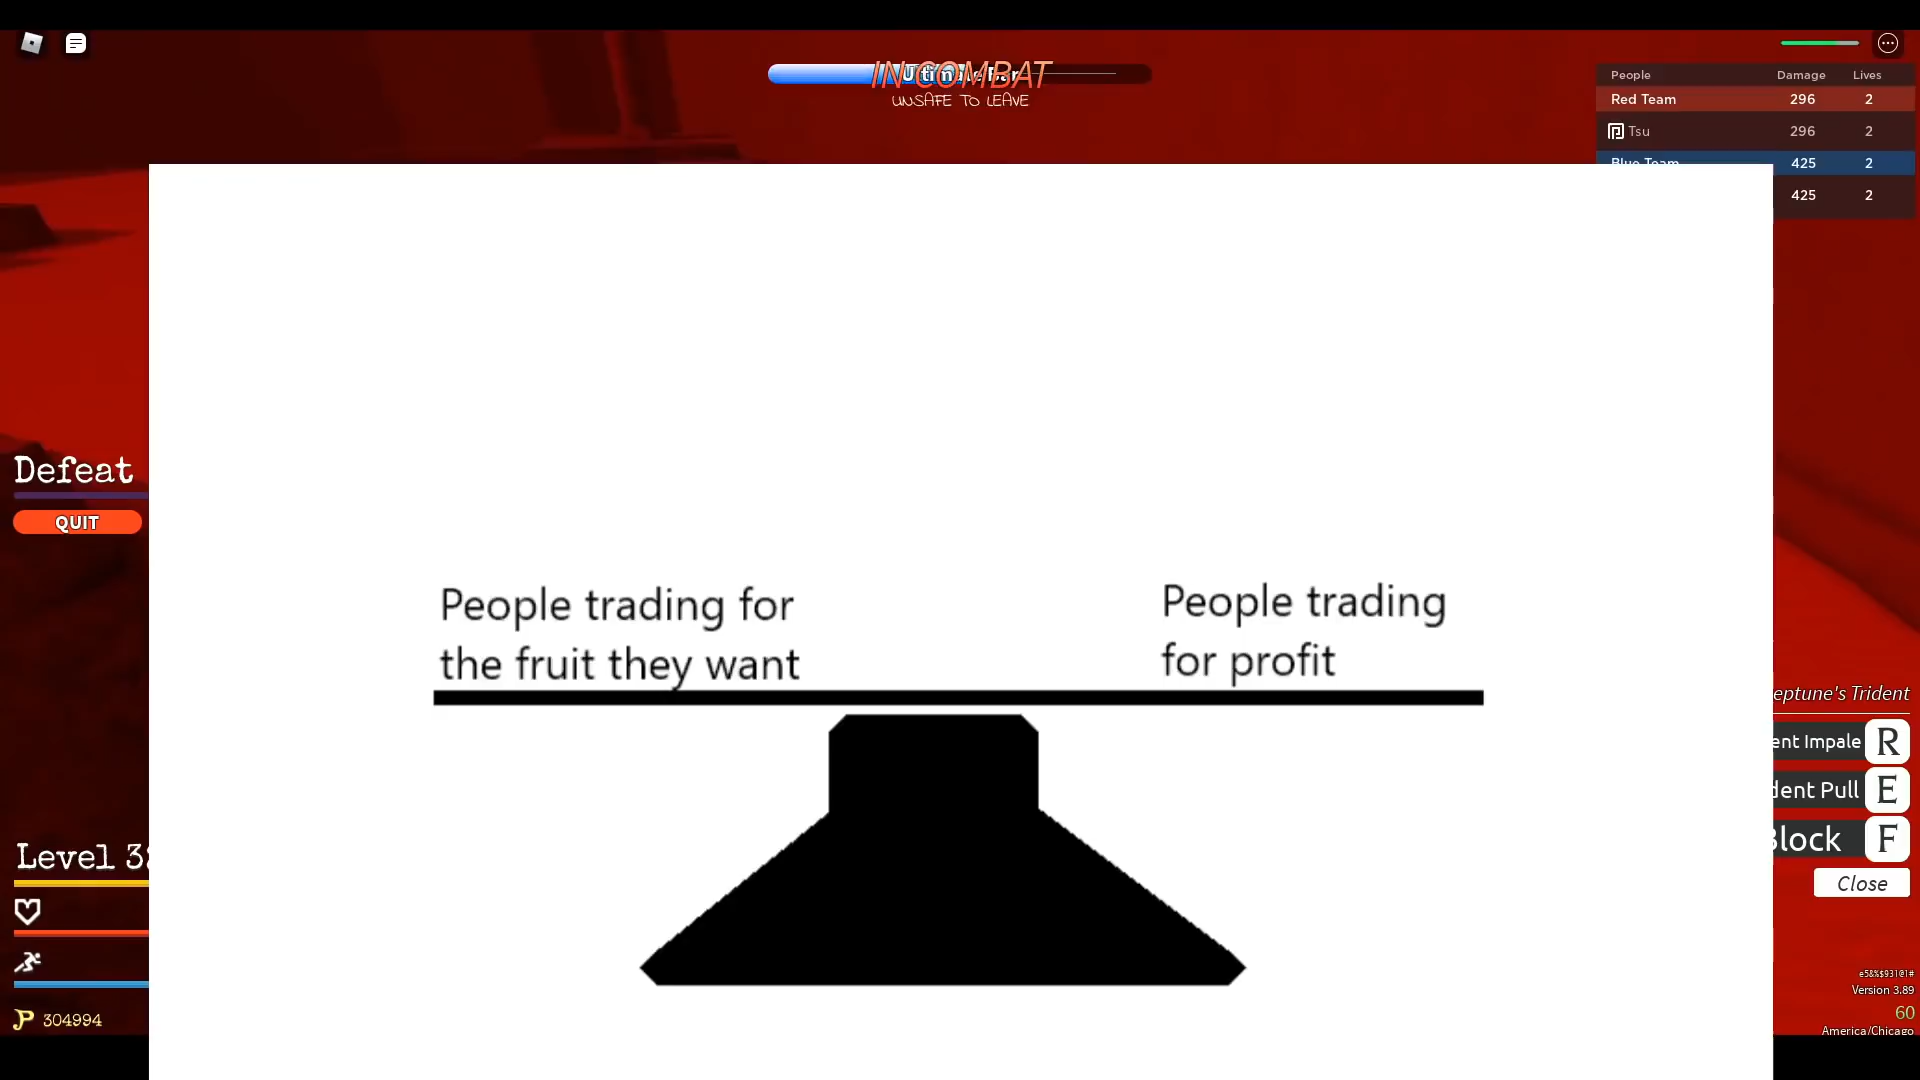 IN COMBAT
UNSAFE TO LEAVE
People Damage Lives
Red Team 296 2
Tsu 296 2
Blue Team 425 2
425 2
Defeat
QUIT
People trading for
the fruit they want
People trading
for profit
eptune's Trident
ent Impale R
dent Pull E
Block F
Close
Level 3
304994
Version 3.89
60
America/Chicago